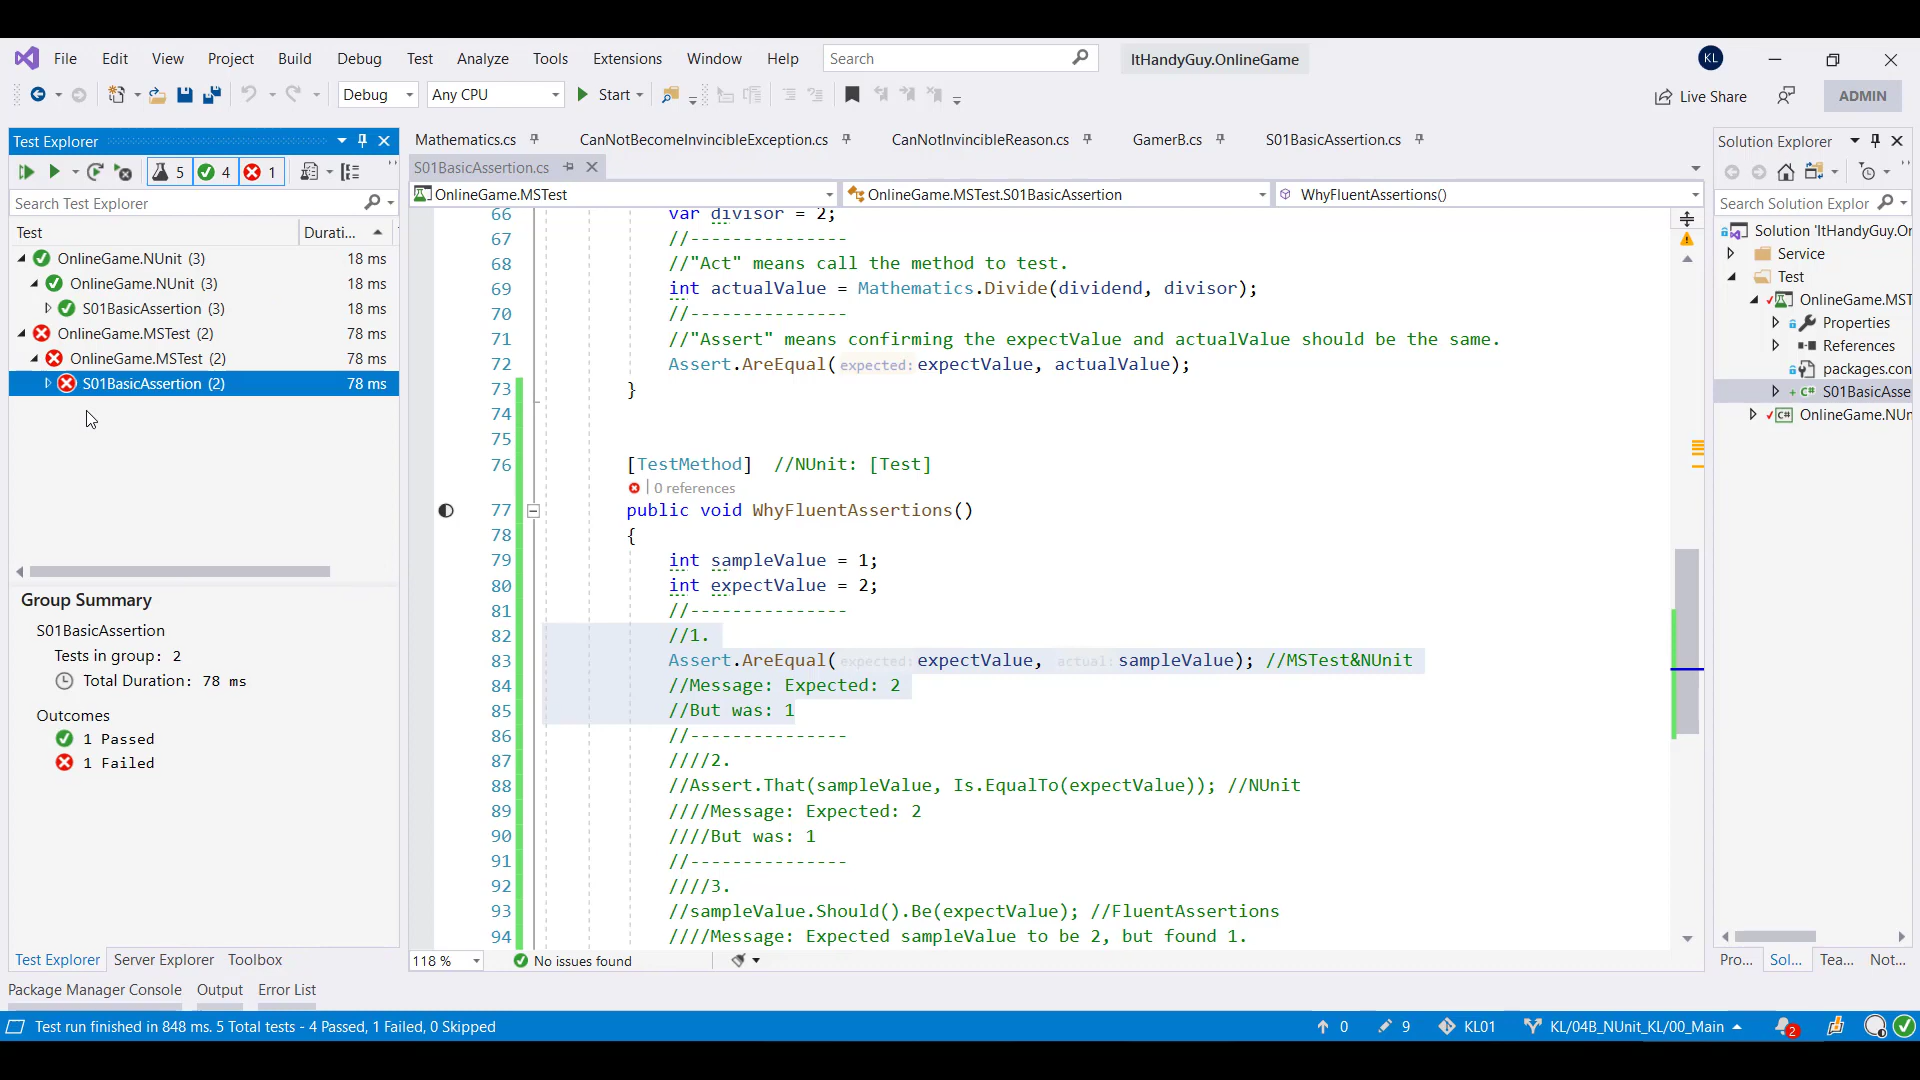 File Edit View Project Build Debug Test Analyze Tools Extensions Window Help Search ItHandyGuy.OnlineGame KL
Debug Any CPU Start Live Share ADMIN
Test Explorer
5 4 1
Search Test Explorer
Test Durati...
OnlineGame.NUnit (3) 18 ms
OnlineGame.NUnit (3) 18 ms
S01BasicAssertion (3) 18 ms
OnlineGame.MSTest (2) 78 ms
OnlineGame.MSTest (2) 78 ms
S01BasicAssertion (2) 78 ms
Group Summary
S01BasicAssertion
Tests in group: 2
Total Duration: 78 ms
Outcomes
1 Passed
1 Failed
Test Explorer Server Explorer Toolbox
Mathematics.cs CanNotBecomeInvincibleException.cs CanNotInvincibleReason.cs GamerB.cs S01BasicAssertion.cs
S01BasicAssertion.cs
OnlineGame.MSTest OnlineGame.MSTest.S01BasicAssertion WhyFluentAssertions()
66 var divisor = 2;
67 //---------------
68 //"Act" means call the method to test.
69 int actualValue = Mathematics.Divide(dividend, divisor);
70 //---------------
71 //"Assert" means confirming the expectValue and actualValue should be the same.
72 Assert.AreEqual(expected: expectValue, actualValue);
73 }
74
75
76 [TestMethod] //NUnit: [Test]
0 references
77 public void WhyFluentAssertions()
78 {
79 int sampleValue = 1;
80 int expectValue = 2;
81 //---------------
82 //1.
83 Assert.AreEqual(expected: expectValue, actual: sampleValue); //MSTest&NUnit
84 //Message: Expected: 2
85 //But was: 1
86 //---------------
87 ////2.
88 //Assert.That(sampleValue, Is.EqualTo(expectValue)); //NUnit
89 ////Message: Expected: 2
90 ////But was: 1
91 //---------------
92 ////3.
93 //sampleValue.Should().Be(expectValue); //FluentAssertions
94 ////Message: Expected sampleValue to be 2, but found 1.
118 % No issues found
Solution Explorer
Search Solution Explor
Solution 'ItHandyGuy.Or
Service
Test
OnlineGame.MST
Properties
References
packages.con
S01BasicAsse
OnlineGame.NUn
Pro... Sol... Tea... Not...
Package Manager Console Output Error List
Test run finished in 848 ms. 5 Total tests - 4 Passed, 1 Failed, 0 Skipped 0 9 KL01 KL/04B_NUnit_KL/00_Main 2